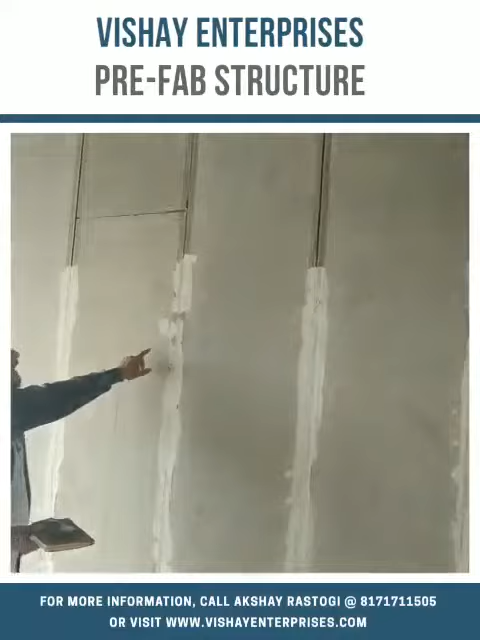 VISHAY ENTERPRISES
PRE-FAB STRUCTURE
FOR MORE INFORMATION, CALL AKSHAY RASTOGI @ 8171711505
OR VISIT WWW.VISHAYENTERPRISES.COM